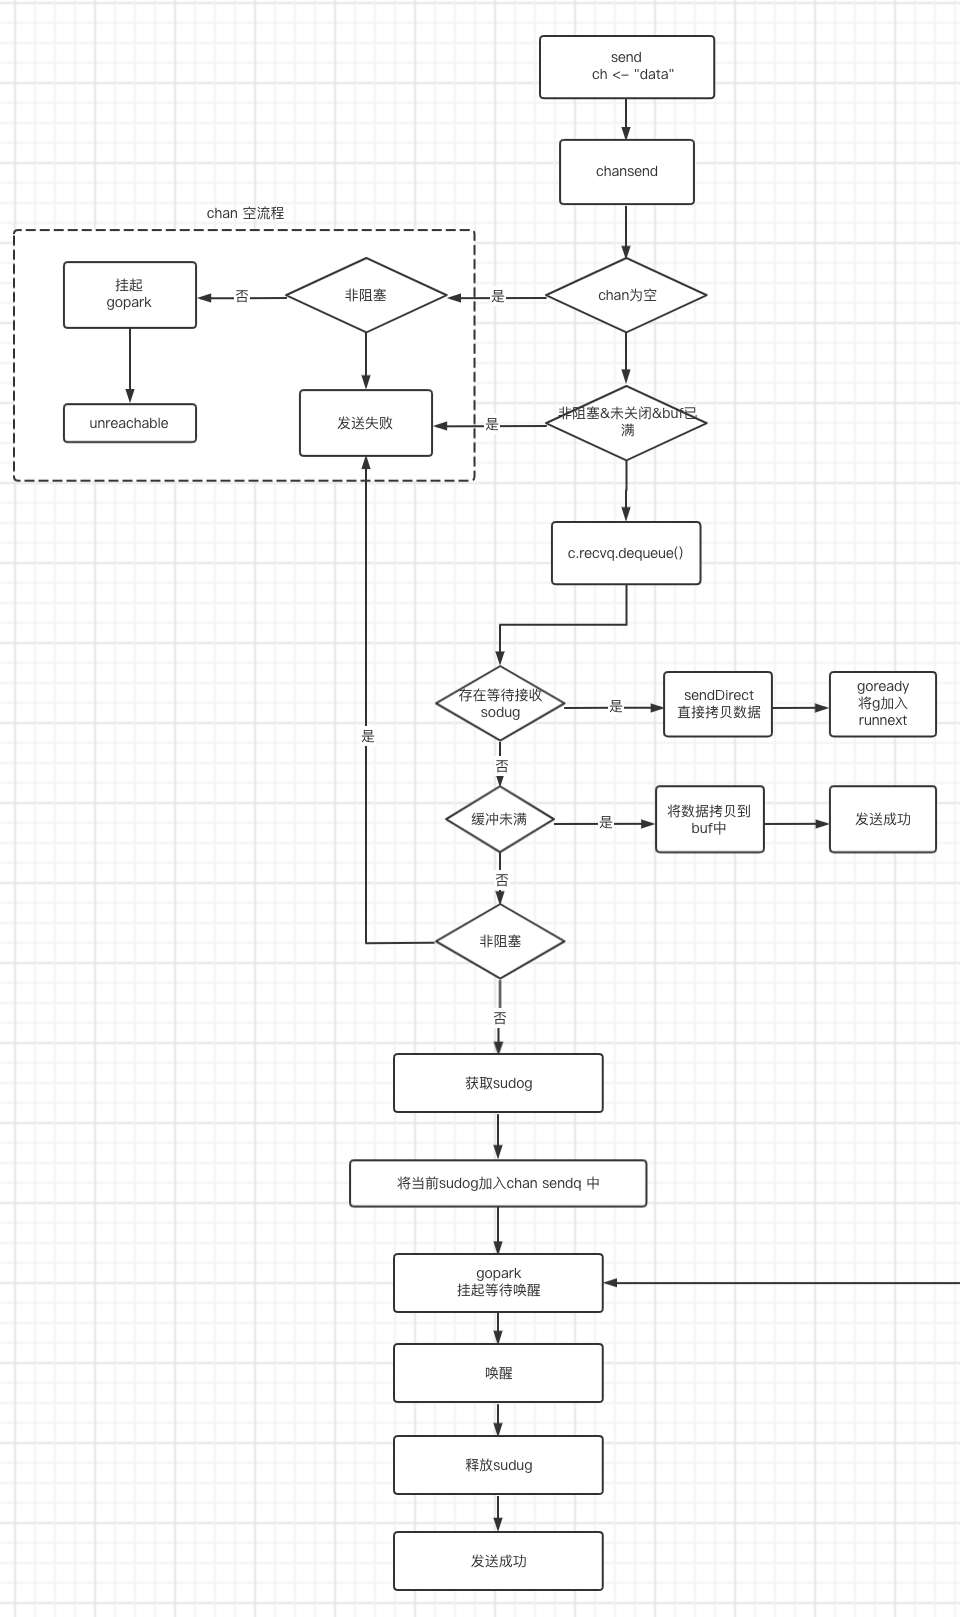 send
ch <- "data"
chansend
chan 空流程
挂起
gopark
否
非阻塞
是
chan为空
unreachable
发送失败
是
非阻塞&未关闭&buf已
满
c.recvq.dequeue()
存在等待接收
sodug
是
sendDirect
直接拷贝数据
goready
将g加入
runnext
是
否
缓冲未满
是
将数据拷贝到
buf中
发送成功
否
非阻塞
否
获取sudog
将当前sudog加入chan sendq 中
gopark
挂起等待唤醒
唤醒
释放sudug
发送成功